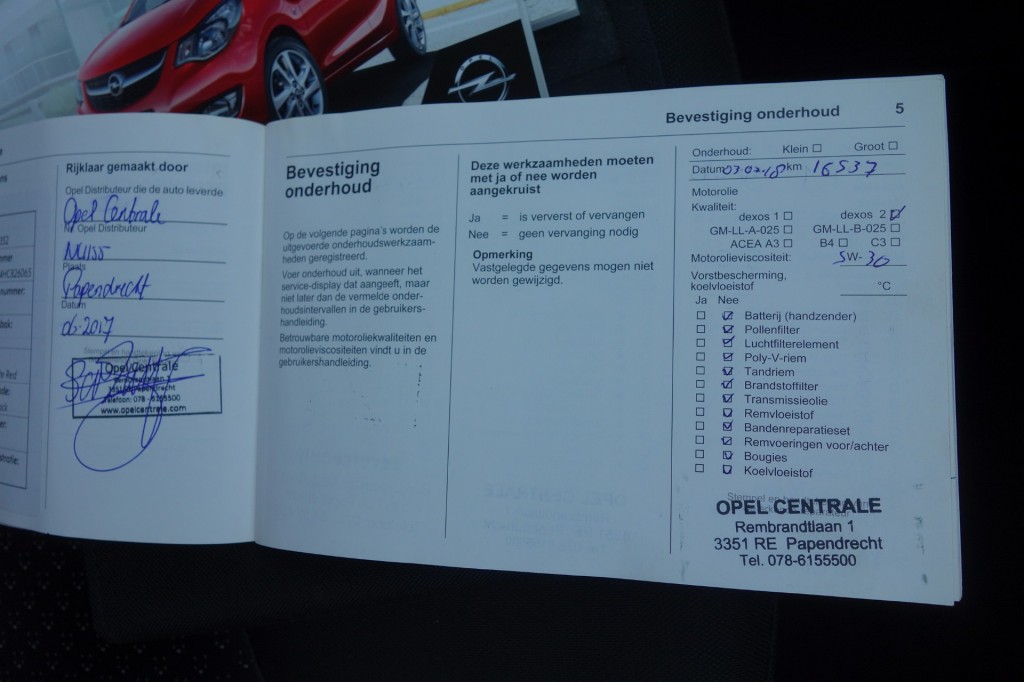 Bevestiging onderhoud 5
Rijklaar gemaakt door
Opel Distributeur die de auto leverde
Opel Centrale
Nr Opel Distributeur
Plaats
Papendrecht
Datum
06-2017
Opel Centrale
Telefoon: 078 - 6155500
www.opelcentrale.com
Bevestiging
onderhoud
Op de volgende pagina's worden de
uitgevoerde onderhoudswerkzaam-
heden geregistreerd.
Voer onderhoud uit, wanneer het
service-display dat aangeeft, maar
niet later dan de vermelde onder-
houdsintervallen in de gebruikers-
handleiding.
Betrouwbare motoroliekwaliteiten en
motorolieviscositeiten vindt u in de
gebruikershandleiding.
Deze werkzaamheden moeten
met ja of nee worden
aangekruist
Ja = is ververst of vervangen
Nee = geen vervanging nodig
Opmerking
Vastgelegde gegevens mogen niet
worden gewijzigd.
Onderhoud: Klein Groot
Datum km 16537
Motorolie
Kwaliteit:
dexos 1 dexos 2
GM-LL-A-025 GM-LL-B-025
ACEA A3 B4 C3
Motorolieviscositeit: 5W-30
Vorstbescherming,
koelvloeistof °C
Ja Nee
Batterij (handzender)
Pollenfilter
Luchtfilterelement
Poly-V-riem
Tandriem
Brandstoffilter
Transmissieolie
Remvloeistof
Bandenreparatieset
Remvoeringen voor/achter
Bougies
Koelvloeistof
OPEL CENTRALE
Rembrandtlaan 1
3351 RE Papendrecht
Tel. 078-6155500